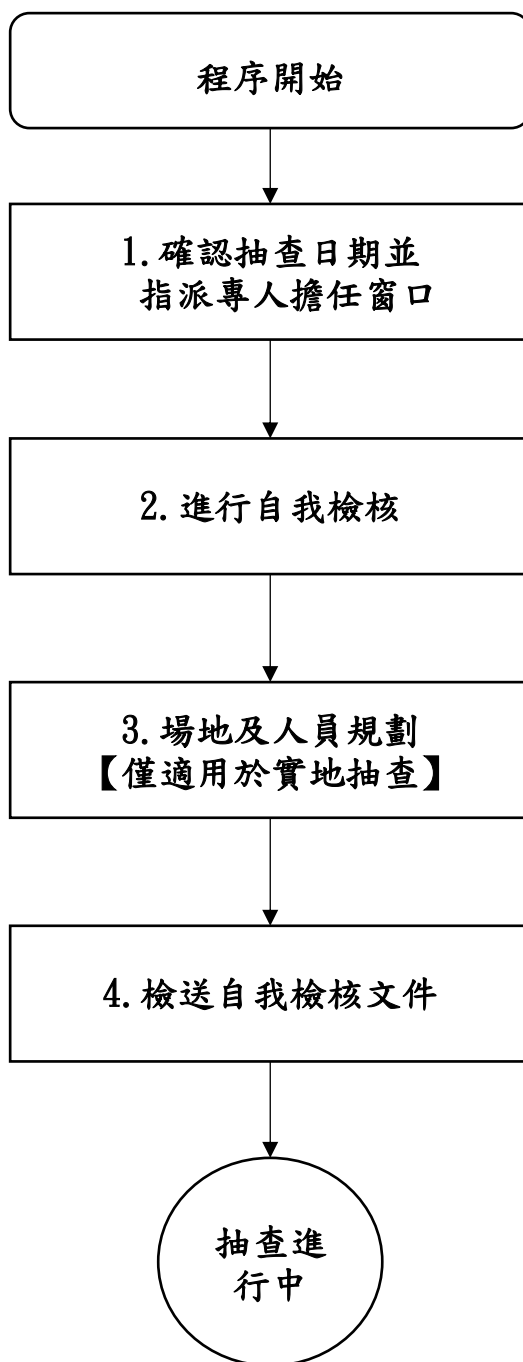 程序開始
1.確認抽查日期並
指派專人擔任窗口
2.進行自我檢核
3.場地及人員規劃
【僅適用於實地抽查】
4.檢送自我檢核文件
抽查進
行中